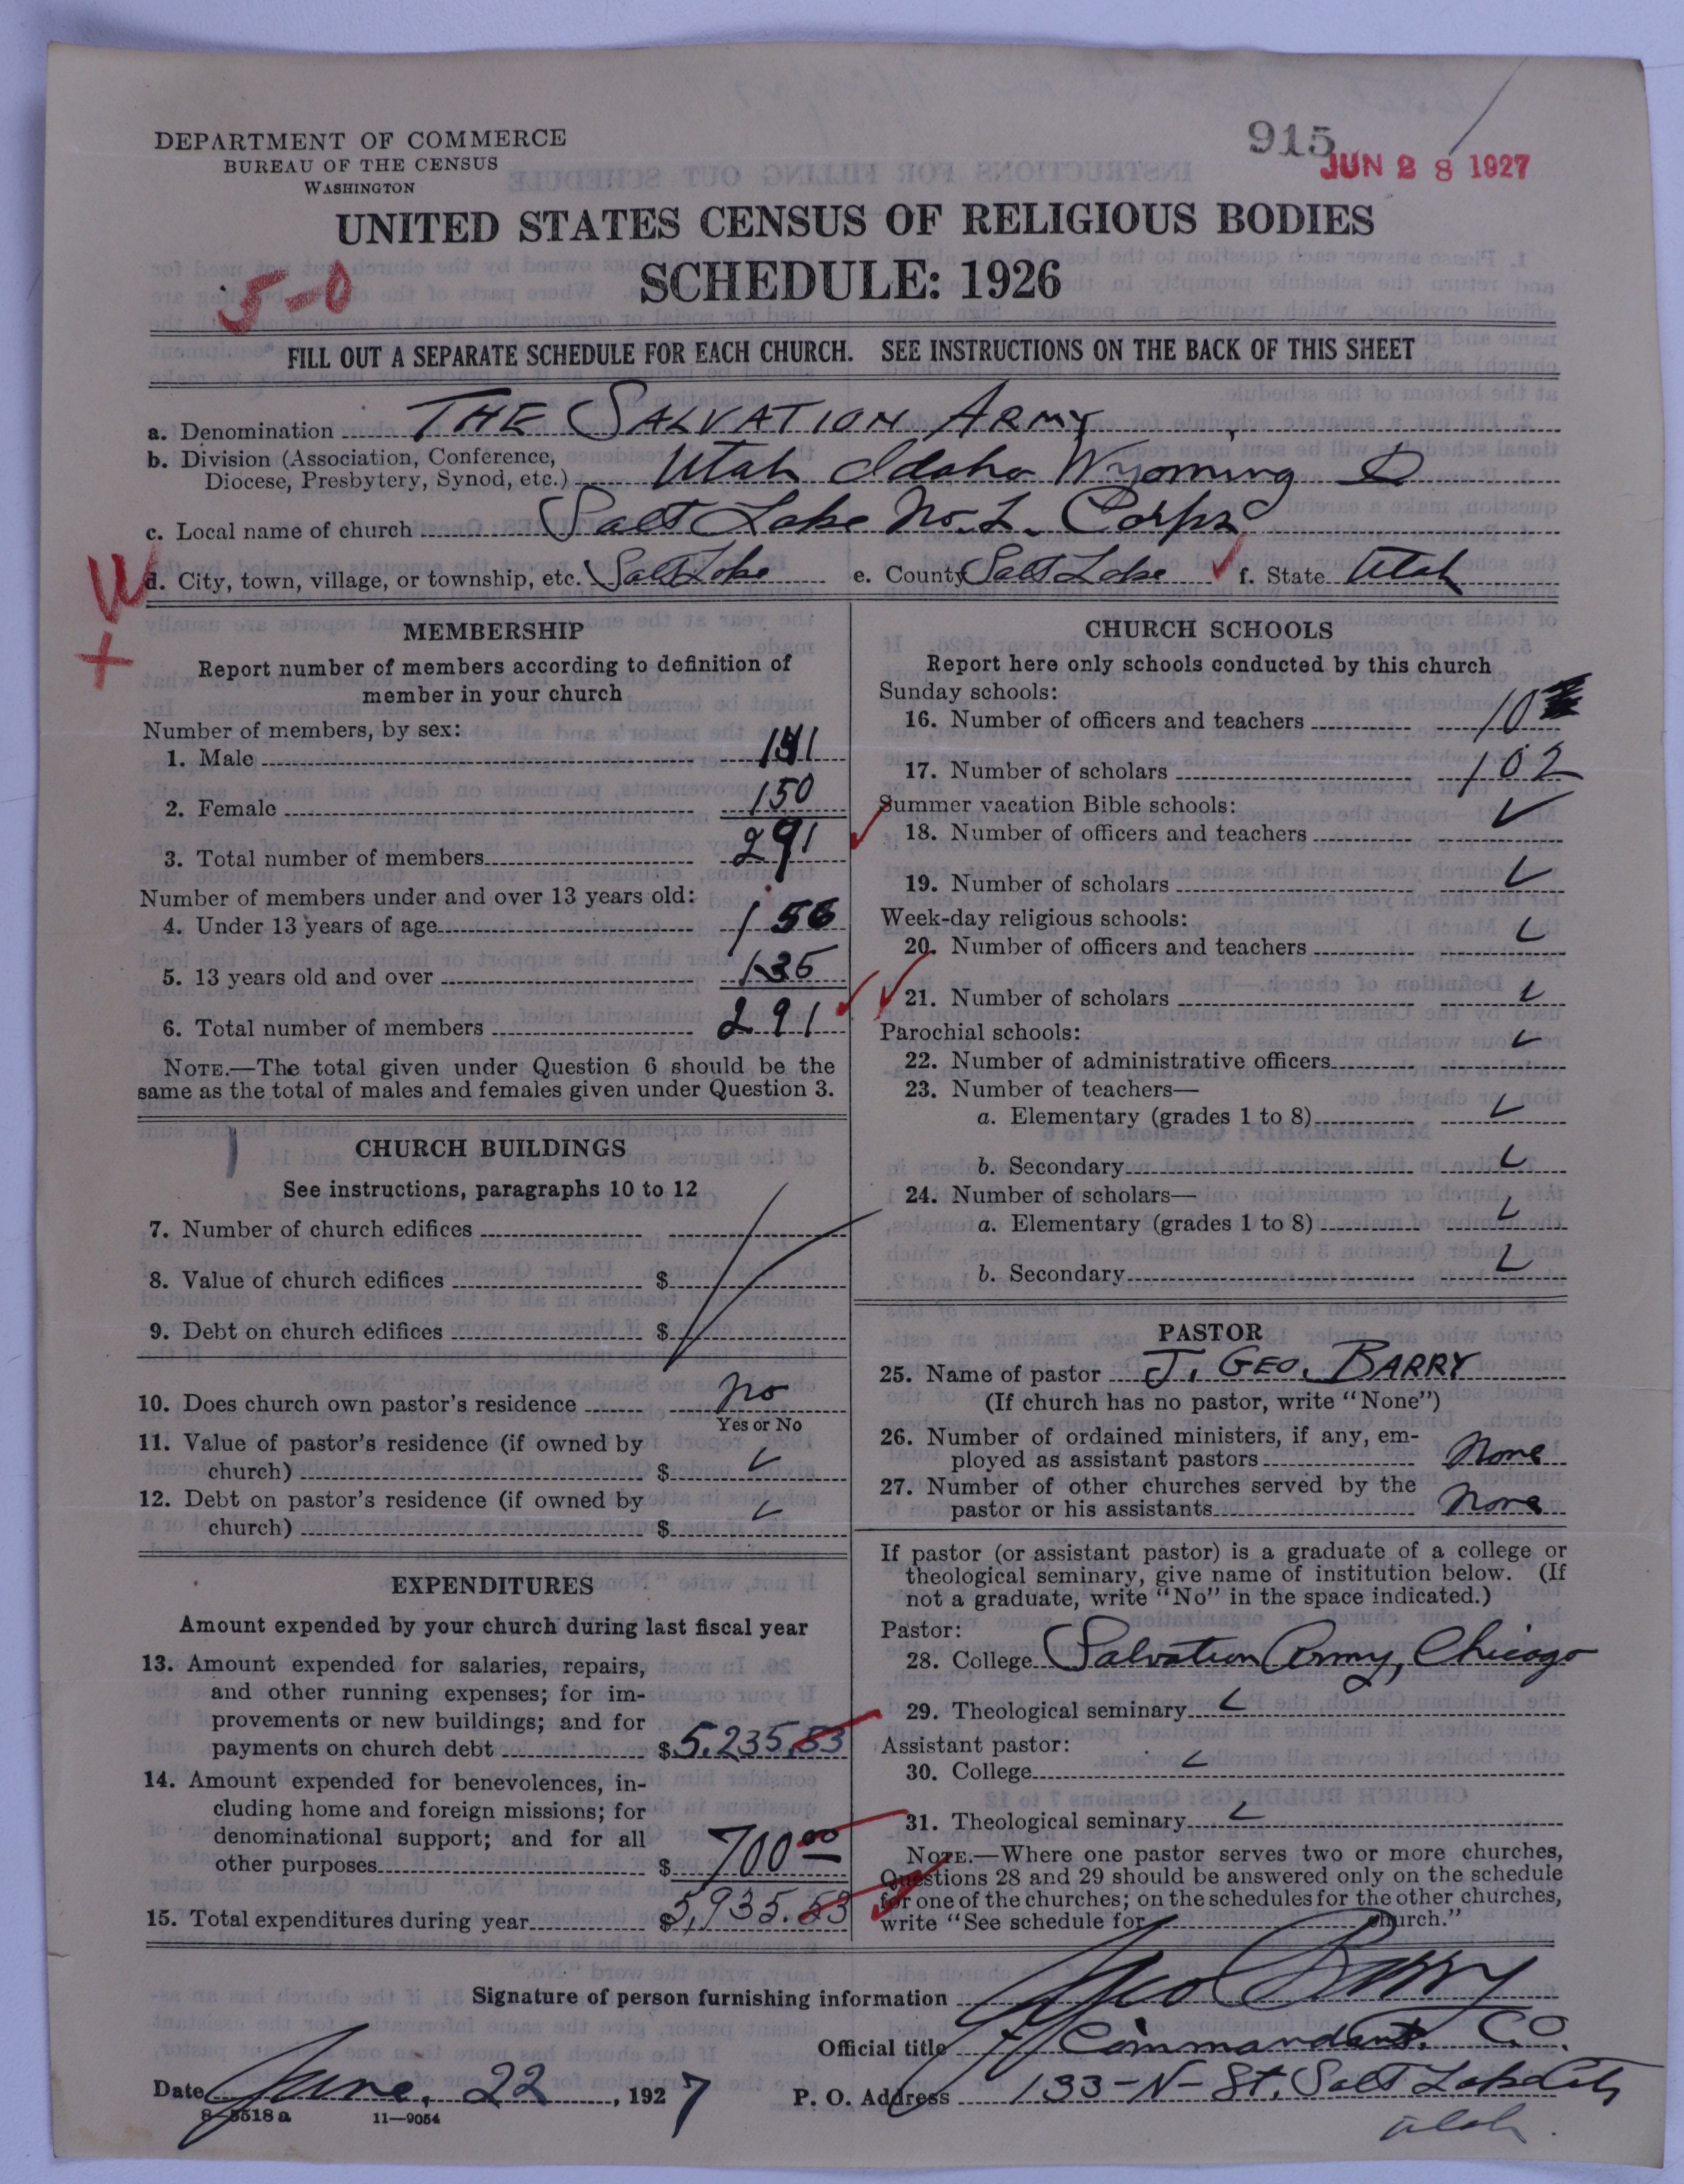 DEPARTMENT OF COMMERCE
BUREAU OF THE CENSUS
WASHINGTON
915
JUN 28 1927
UNITED STATES CENSUS OF RELIGIOUS BODIES
SCHEDULE: 1926
5-0
FILL OUT A SEPARATE SCHEDULE FOR EACH CHURCH. SEE INSTRUCTIONS ON THE BACK OF THIS SHEET
a. Denomination THE SALVATION ARMY
b. Division (Association, Conference,
Diocese, Presbytery, Synod, etc.) Utah Idaho Wyoming D
c. Local name of church Salt Lake No. 1. Corps
W
d. City, town, village, or township, etc. Salt Lake e. County Salt Lake f. State Utah
+
MEMBERSHIP
Report number of members according to definition of
member in your church
Number of members, by sex:
1. Male 141
2. Female 150
3. Total number of members 291
Number of members under and over 13 years old:
4. Under 13 years of age 156
5. 13 years old and over 135
6. Total number of members 291
NOTE.—The total given under Question 6 should be the
same as the total of males and females given under Question 3.
CHURCH BUILDINGS
See instructions, paragraphs 10 to 12
7. Number of church edifices
8. Value of church edifices $
9. Debt on church edifices $
10. Does church own pastor's residence No
Yes or No
11. Value of pastor's residence (if owned by
church) $
12. Debt on pastor's residence (if owned by
church) $
EXPENDITURES
Amount expended by your church during last fiscal year
13. Amount expended for salaries, repairs,
and other running expenses; for im-
provements or new buildings; and for
payments on church debt $ 5,235.53
14. Amount expended for benevolences, in-
cluding home and foreign missions; for
denominational support; and for all
other purposes $ 700 00
15. Total expenditures during year $ 5,935.53
CHURCH SCHOOLS
Report here only schools conducted by this church
Sunday schools:
16. Number of officers and teachers 10
17. Number of scholars 102
Summer vacation Bible schools:
18. Number of officers and teachers
19. Number of scholars
Week-day religious schools:
20. Number of officers and teachers
21. Number of scholars
Parochial schools:
22. Number of administrative officers
23. Number of teachers—
a. Elementary (grades 1 to 8)
b. Secondary
24. Number of scholars—
a. Elementary (grades 1 to 8)
b. Secondary
PASTOR
25. Name of pastor J. GEO. BARRY
(If church has no pastor, write "None")
26. Number of ordained ministers, if any, em-
ployed as assistant pastors None
27. Number of other churches served by the
pastor or his assistants None
If pastor (or assistant pastor) is a graduate of a college or
theological seminary, give name of institution below. (If
not a graduate, write "No" in the space indicated.)
Pastor:
28. College Salvation Army, Chicago
29. Theological seminary
Assistant pastor:
30. College
31. Theological seminary
NOTE.—Where one pastor serves two or more churches,
Questions 28 and 29 should be answered only on the schedule
for one of the churches; on the schedules for the other churches,
write "See schedule for church."
Signature of person furnishing information J Geo Barry
Official title Commandant. C.O.
Date June, 22, 1927 P. O. Address 133-N-St, Salt Lake City
Utah.
8-5518a 11-9054